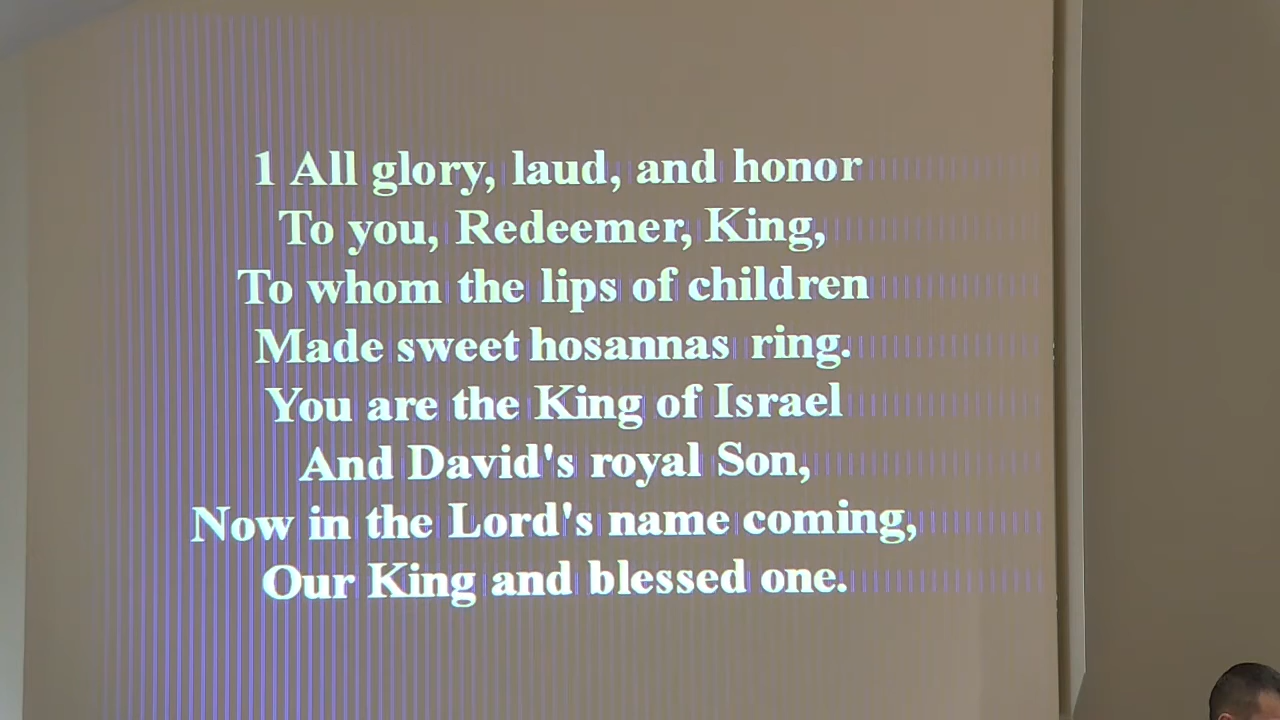 1 All glory, laud, and honor
To you, Redeemer, King,
To whom the lips of children
Made sweet hosannas ring.
You are the King of Israel
And David's royal Son,
Now in the Lord's name coming,
Our King and blessed one.